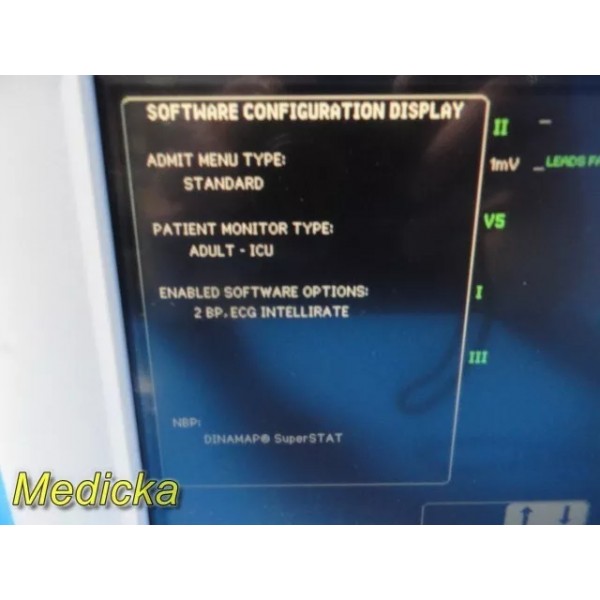 SOFTWARE CONFIGURATION DISPLAY
ADMIT MENU TYPE:
STANDARD
PATIENT MONITOR TYPE:
ADULT - ICU
ENABLED SOFTWARE OPTIONS:
2 BP, ECG INTELLIRATE
NBP:
DINAMAP® SuperSTAT
II
1mV
LEADS
V5
I
III
Medicka